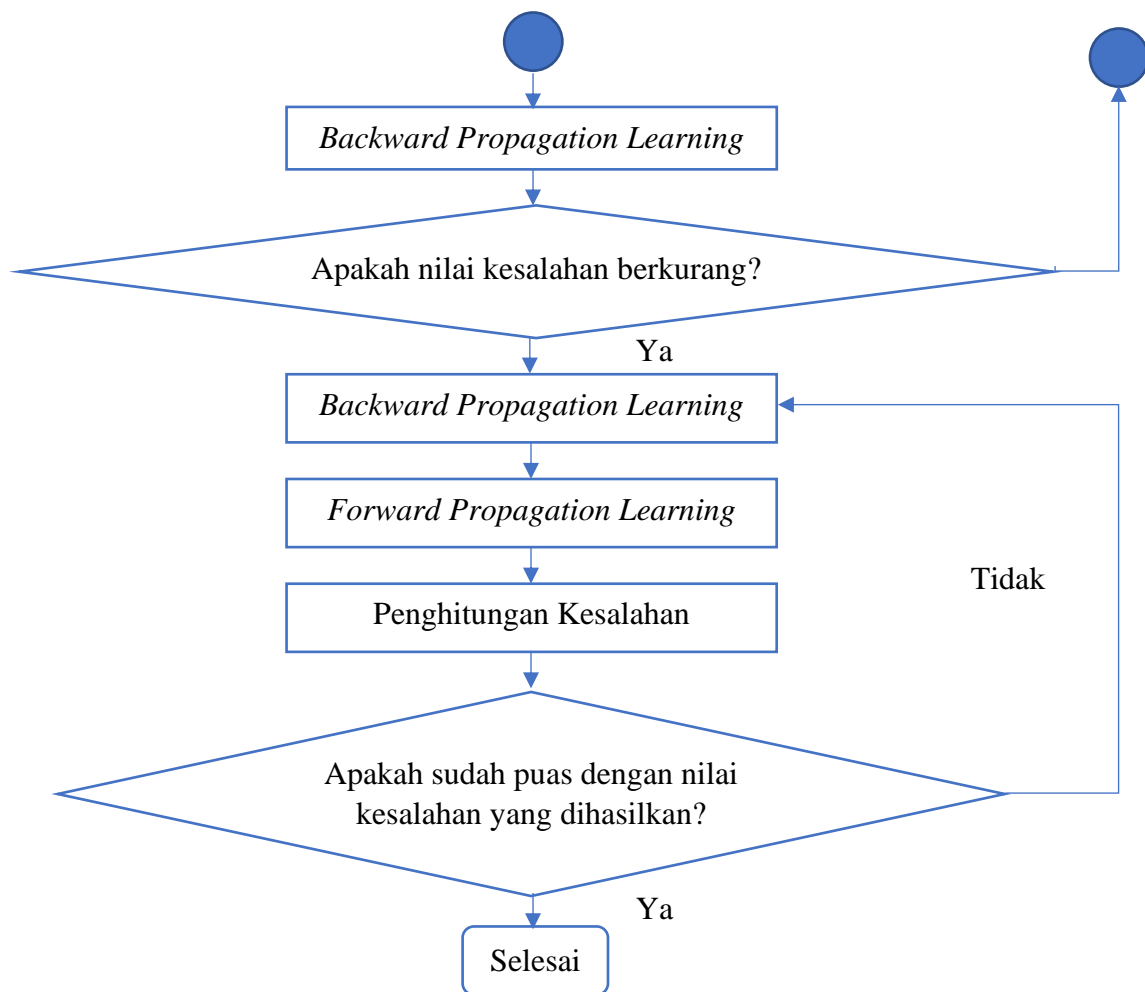 Backward Propagation Learning
Apakah nilai kesalahan berkurang?
Ya
Backward Propagation Learning
Forward Propagation Learning
Tidak
Penghitungan Kesalahan
Apakah sudah puas dengan nilai
kesalahan yang dihasilkan?
Ya
Selesai